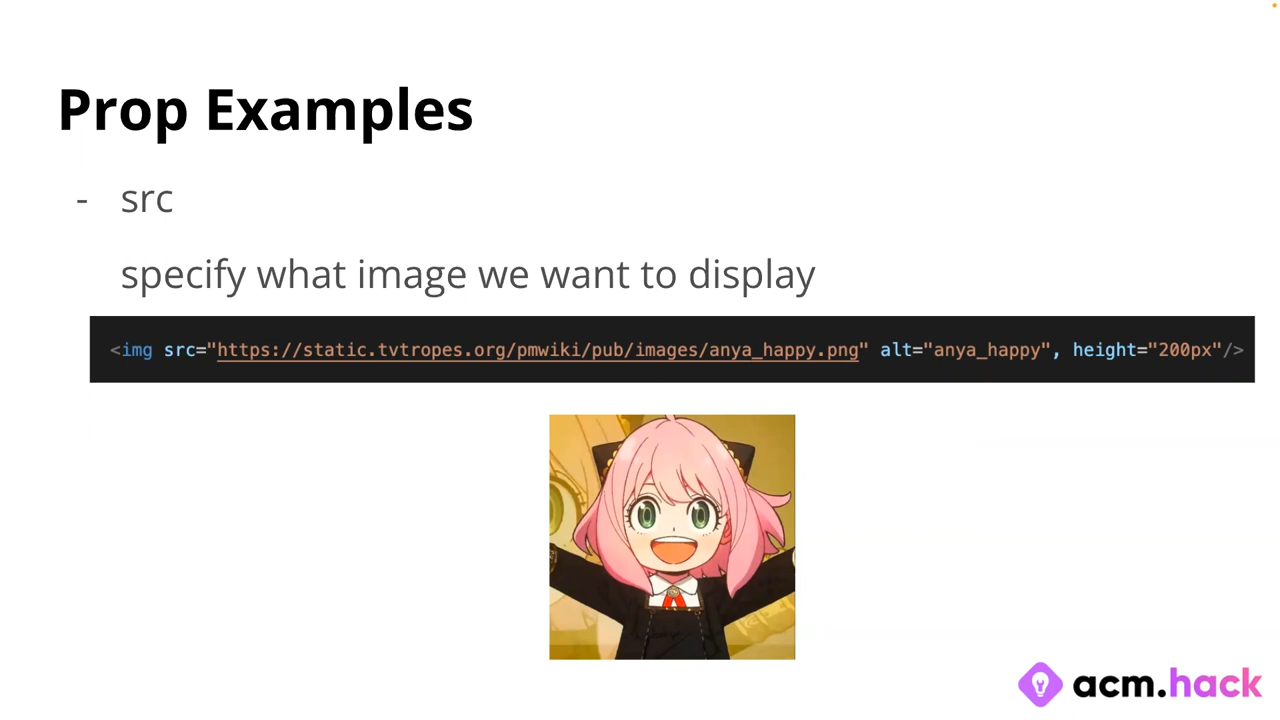 Prop Examples
- src
specify what image we want to display
<img src="https://static.tvtropes.org/pmwiki/pub/images/anya_happy.png" alt="anya_happy", height="200px"/>
acm.hack